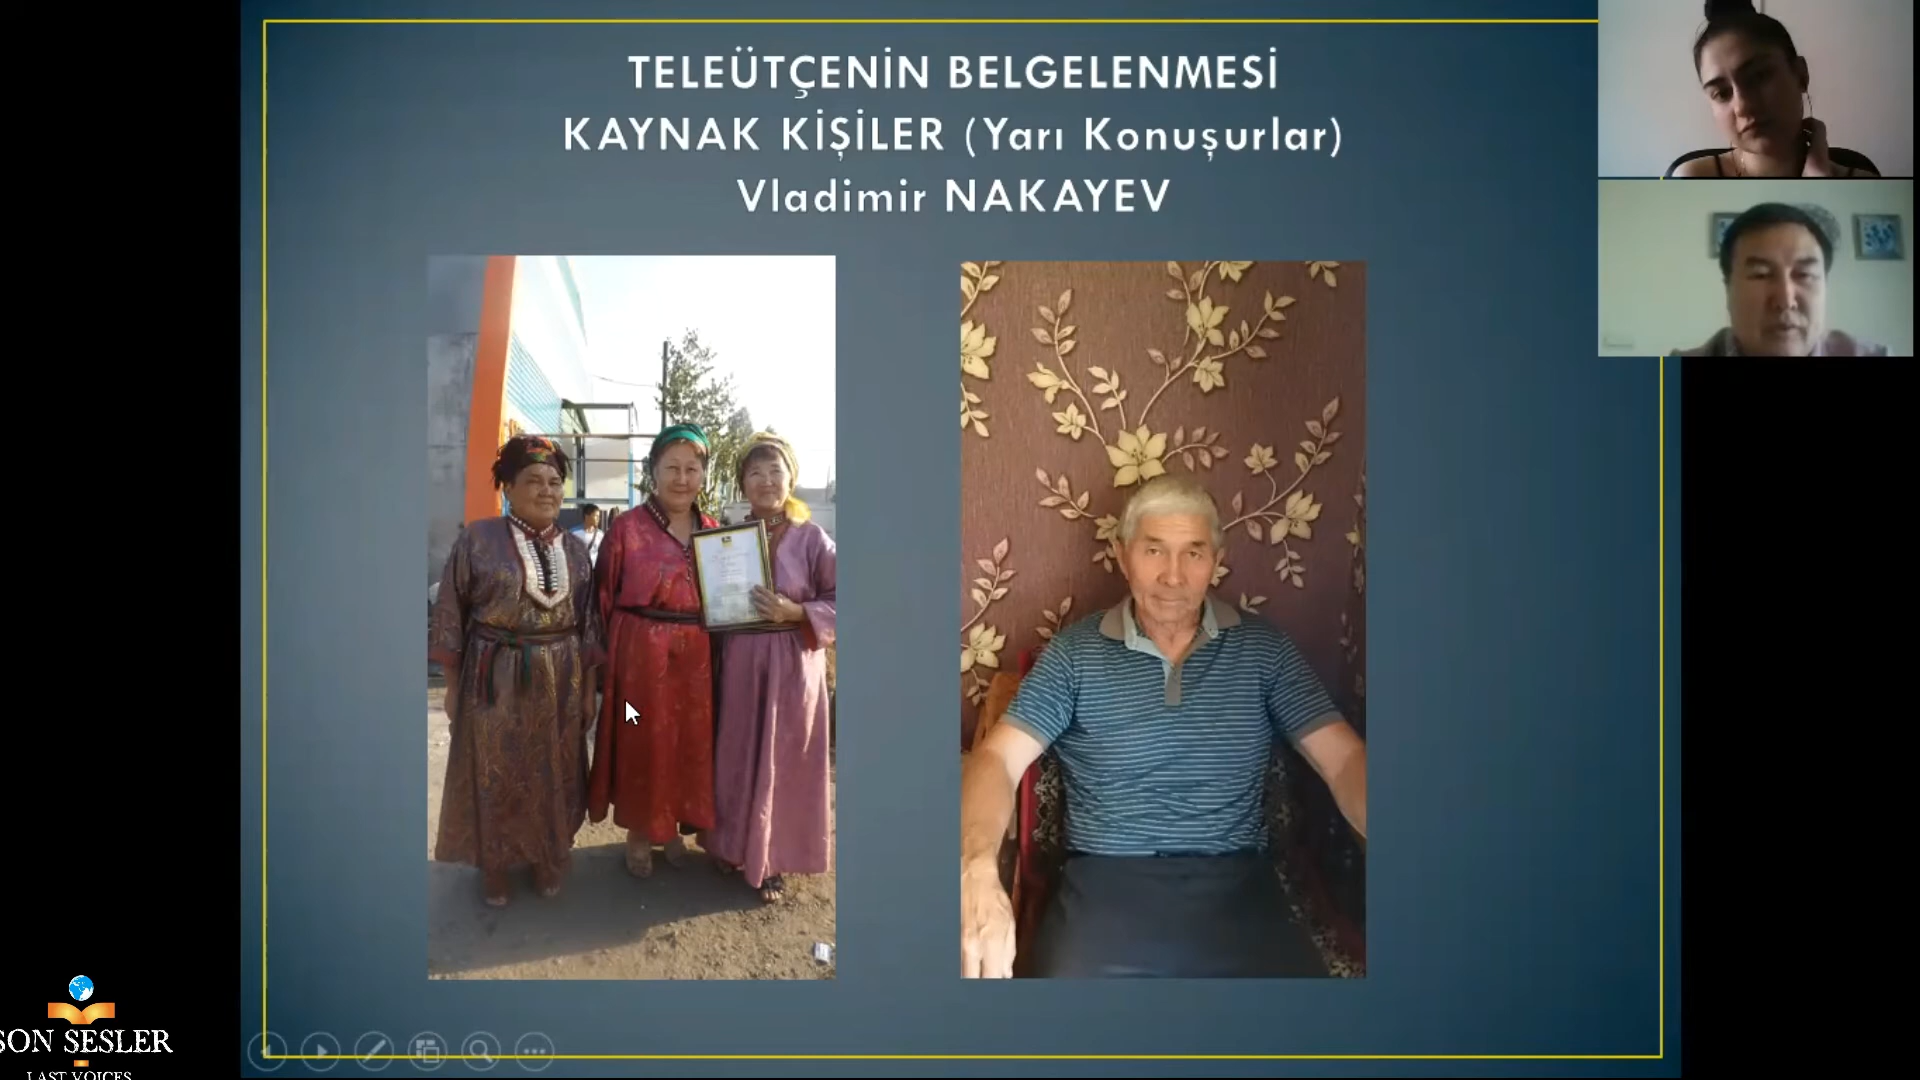 TELEÜTÇENİN BELGELENMESİ
KAYNAK KİŞİLER (Yarı Konuşurlar)
Vladimir NAKAYEV
SON SESLER
LAST VOICES